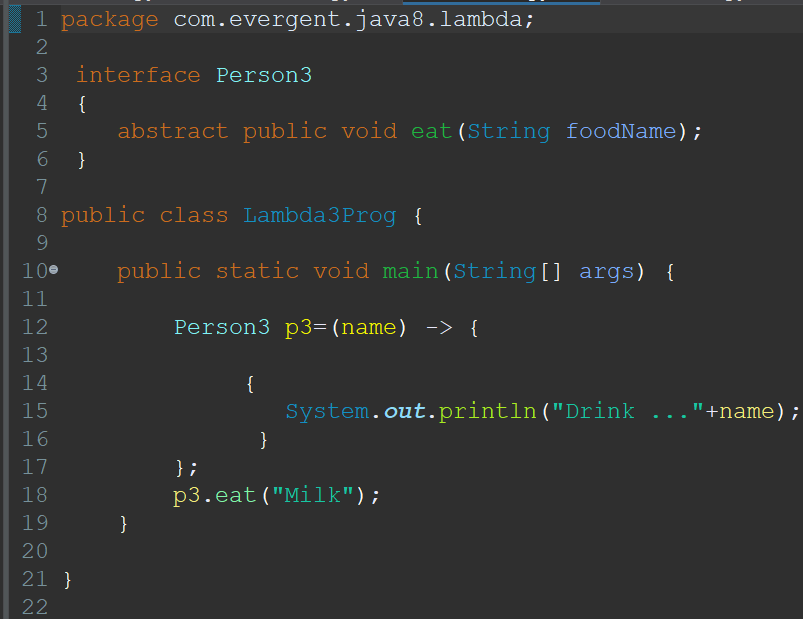 1 package com.evergent.java8.lambda;
2
3 interface Person3
4 {
5 abstract public void eat(String foodName);
6 }
7
8 public class Lambda3Prog {
9
10 public static void main(String[] args) {
11
12 Person3 p3=(name) -> {
13
14 {
15 System.out.println("Drink ..."+name);
16 }
17 };
18 p3.eat("Milk");
19 }
20
21 }
22